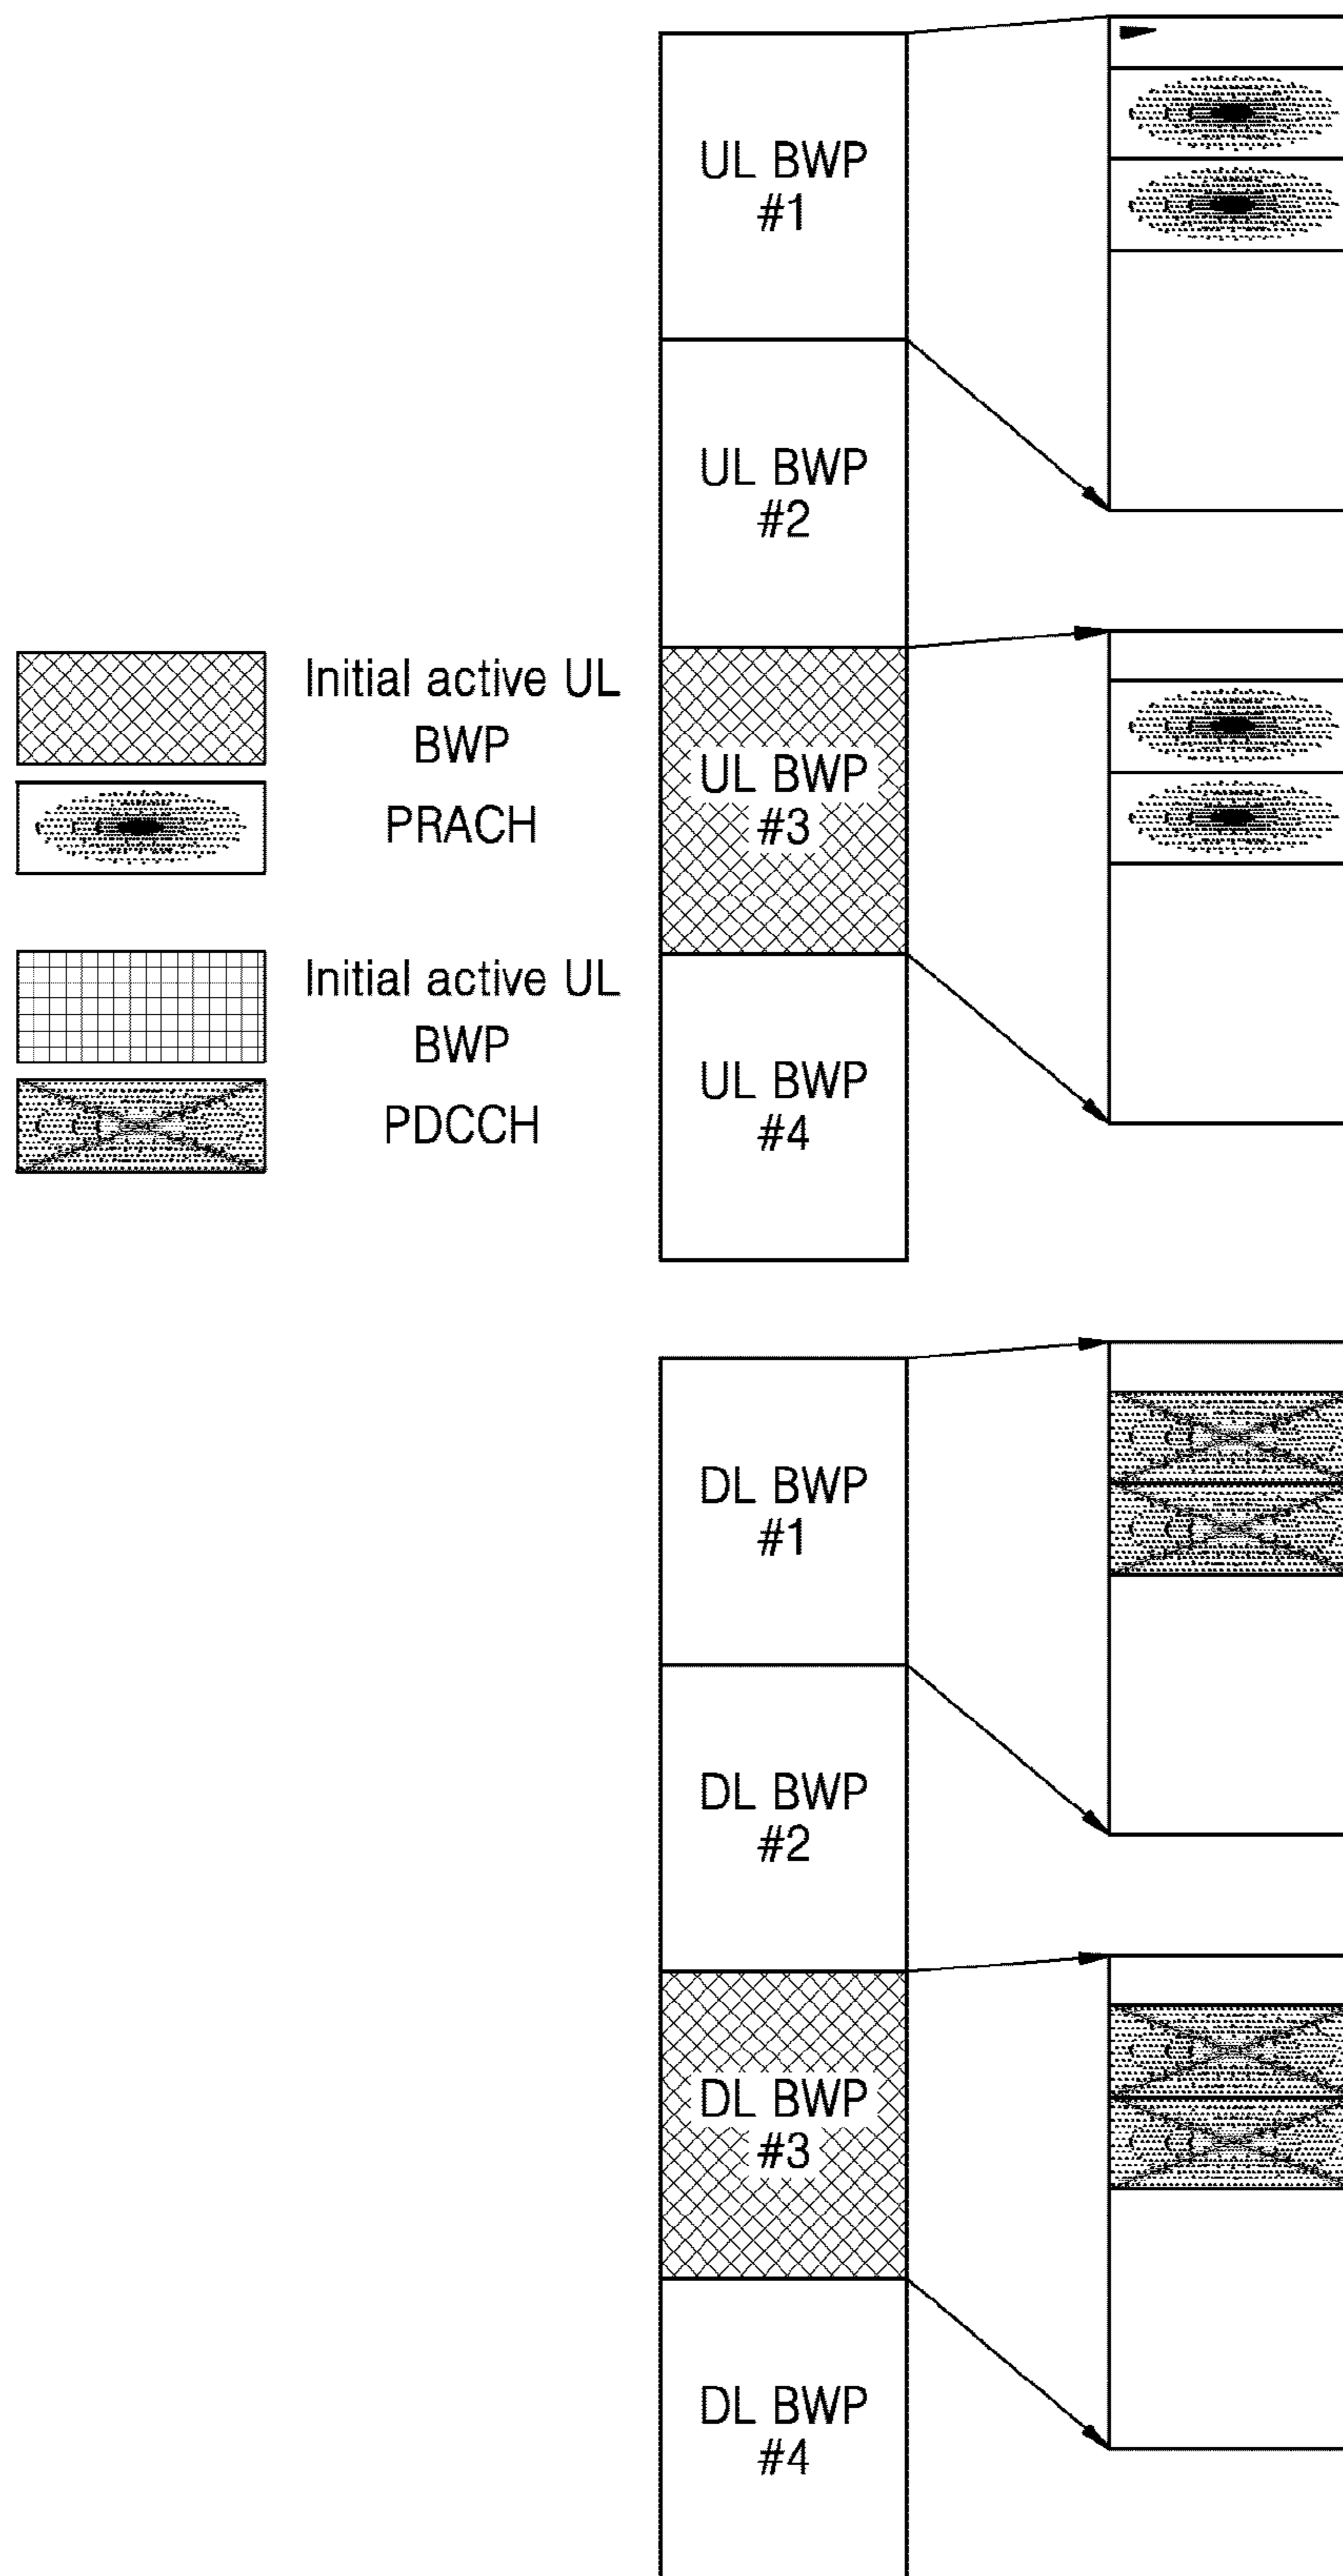 Initial active UL
BWP
PRACH
Initial active UL
BWP
PDCCH
UL BWP
#1
UL BWP
#2
UL BWP
#3
UL BWP
#4
DL BWP
#1
DL BWP
#2
DL BWP
#3
DL BWP
#4